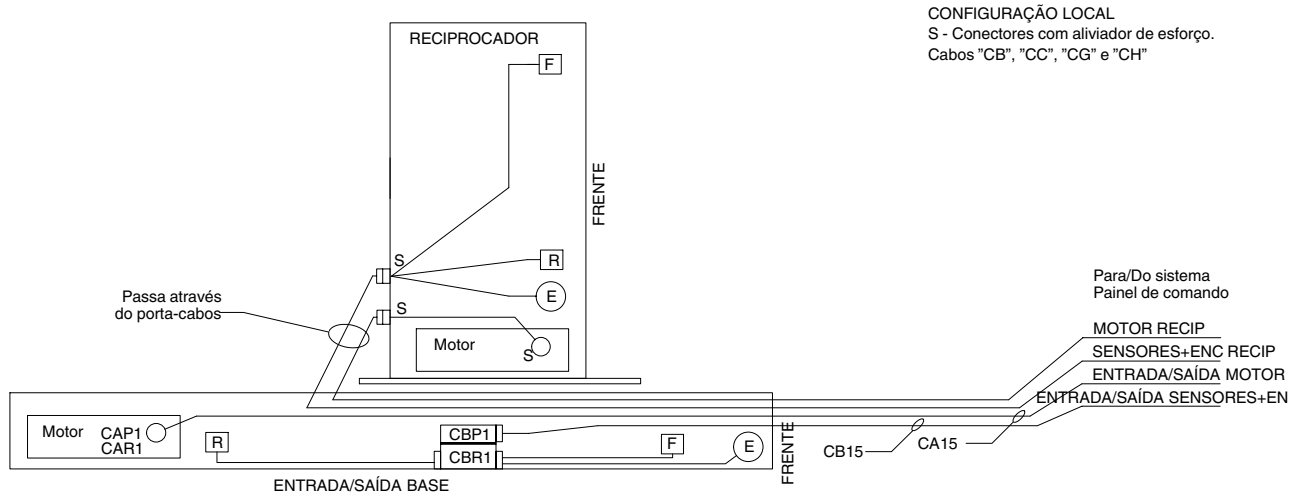 CONFIGURAÇÃO LOCAL
S - Conectores com aliviador de esforço.
Cabos "CB", "CC", "CG" e "CH"
RECIPROCADOR
F
FRENTE
S
R
E
S
Motor
S
Passa através
do porta-cabos
Para/Do sistema
Painel de comando
MOTOR RECIP
SENSORES+ENC RECIP
ENTRADA/SAÍDA MOTOR
ENTRADA/SAÍDA SENSORES+EN
Motor
CAP1
CAR1
R
CBP1
CBR1
F
E
FRENTE
CB15
CA15
ENTRADA/SAÍDA BASE